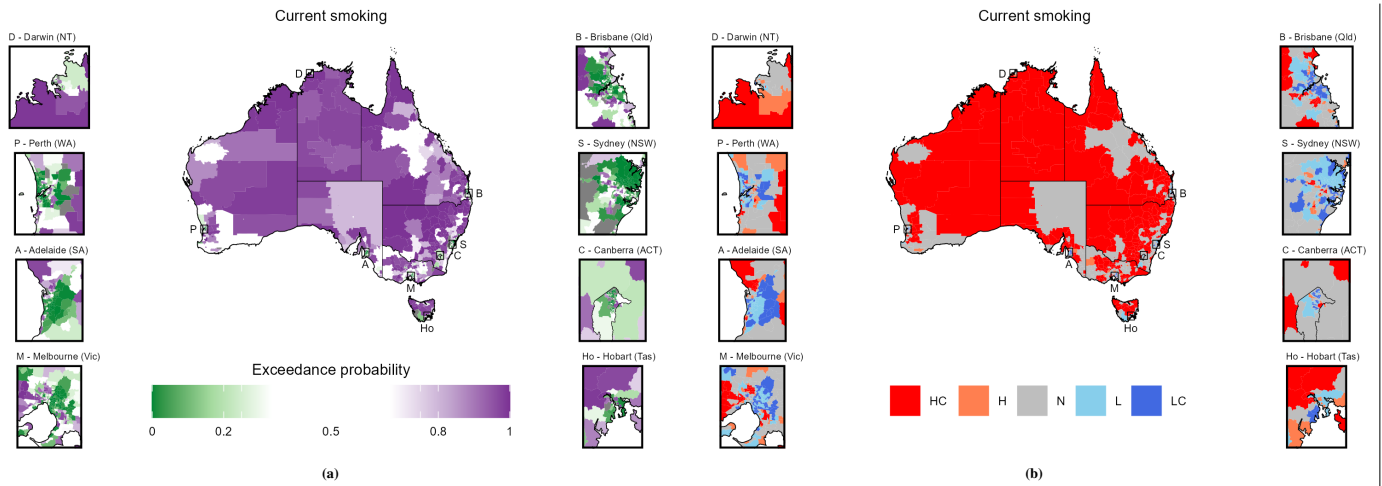 Current smoking
D - Darwin (NT)
P - Perth (WA)
A - Adelaide (SA)
M - Melbourne (Vic)
D
P
A
M
B
S
C
Ho
B - Brisbane (Qld)
S - Sydney (NSW)
C - Canberra (ACT)
Ho - Hobart (Tas)
Exceedance probability
0 0.2 0.5 0.8 1
(a)
Current smoking
D - Darwin (NT)
P - Perth (WA)
A - Adelaide (SA)
M - Melbourne (Vic)
D
P
A
M
B
S
C
Ho
B - Brisbane (Qld)
S - Sydney (NSW)
C - Canberra (ACT)
Ho - Hobart (Tas)
HC H N L LC
(b)